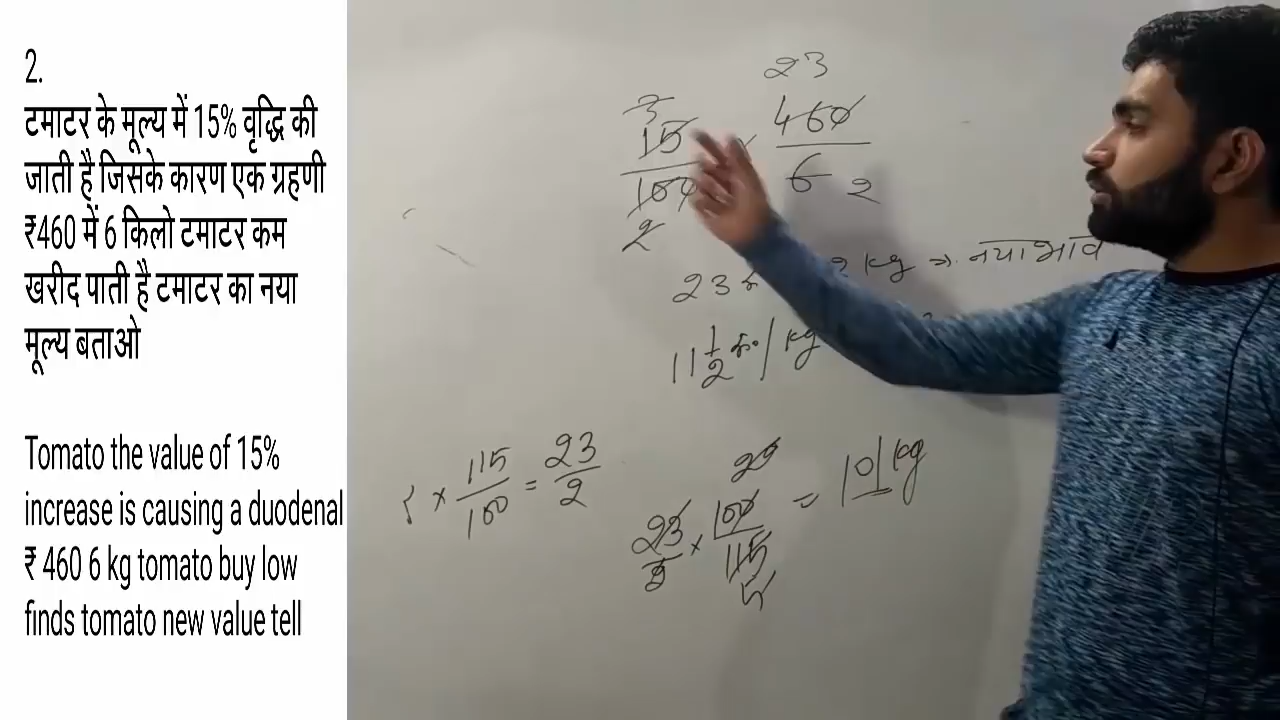 2.
टमाटर के मूल्य में 15% वृद्धि की
जाती है जिसके कारण एक ग्रहणी
₹460 में 6 किलो टमाटर कम
खरीद पाती है टमाटर का नया
मूल्य बताओ
Tomato the value of 15%
increase is causing a duodenal
₹ 460 6 kg tomato buy low
finds tomato new value tell
3 23
15 × 460
100 6 2
2
23 रु kg → नया भाव
11 1/2 रु० / kg
× 115/100 = 23/2
20
23/2 × 100/115 = 10 kg
5